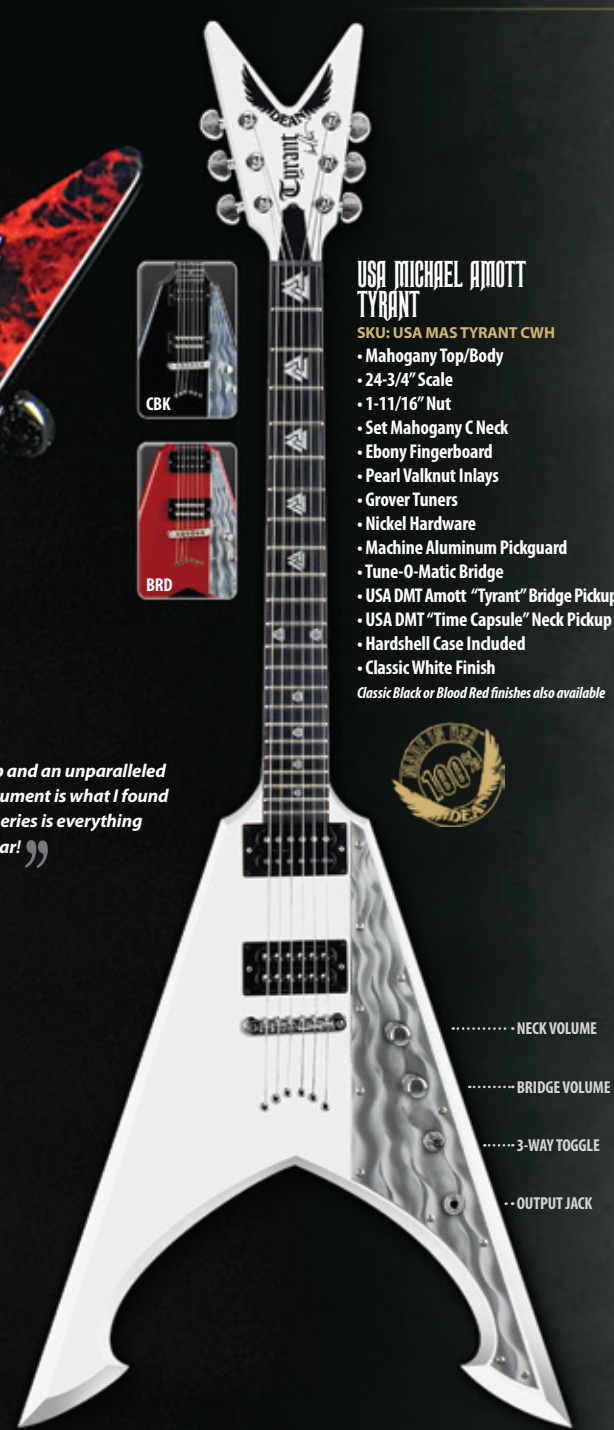 DEAN
Tyrant
USA MICHAEL AMOTT
TYRANT
SKU: USA MAS TYRANT CWH
• Mahogany Top/Body
• 24-3/4” Scale
• 1-11/16” Nut
• Set Mahogany C Neck
• Ebony Fingerboard
• Pearl Valknut Inlays
• Grover Tuners
• Nickel Hardware
• Machine Aluminum Pickguard
• Tune-O-Matic Bridge
• USA DMT Amott “Tyrant” Bridge Pickup
• USA DMT “Time Capsule” Neck Pickup
• Hardshell Case Included
• Classic White Finish
Classic Black or Blood Red finishes also available
CBK
BRD
MADE IN USA
100%
DEAN
and an unparalleled
ument is what I found
eries is everything
ar! ”
NECK VOLUME
BRIDGE VOLUME
3-WAY TOGGLE
OUTPUT JACK